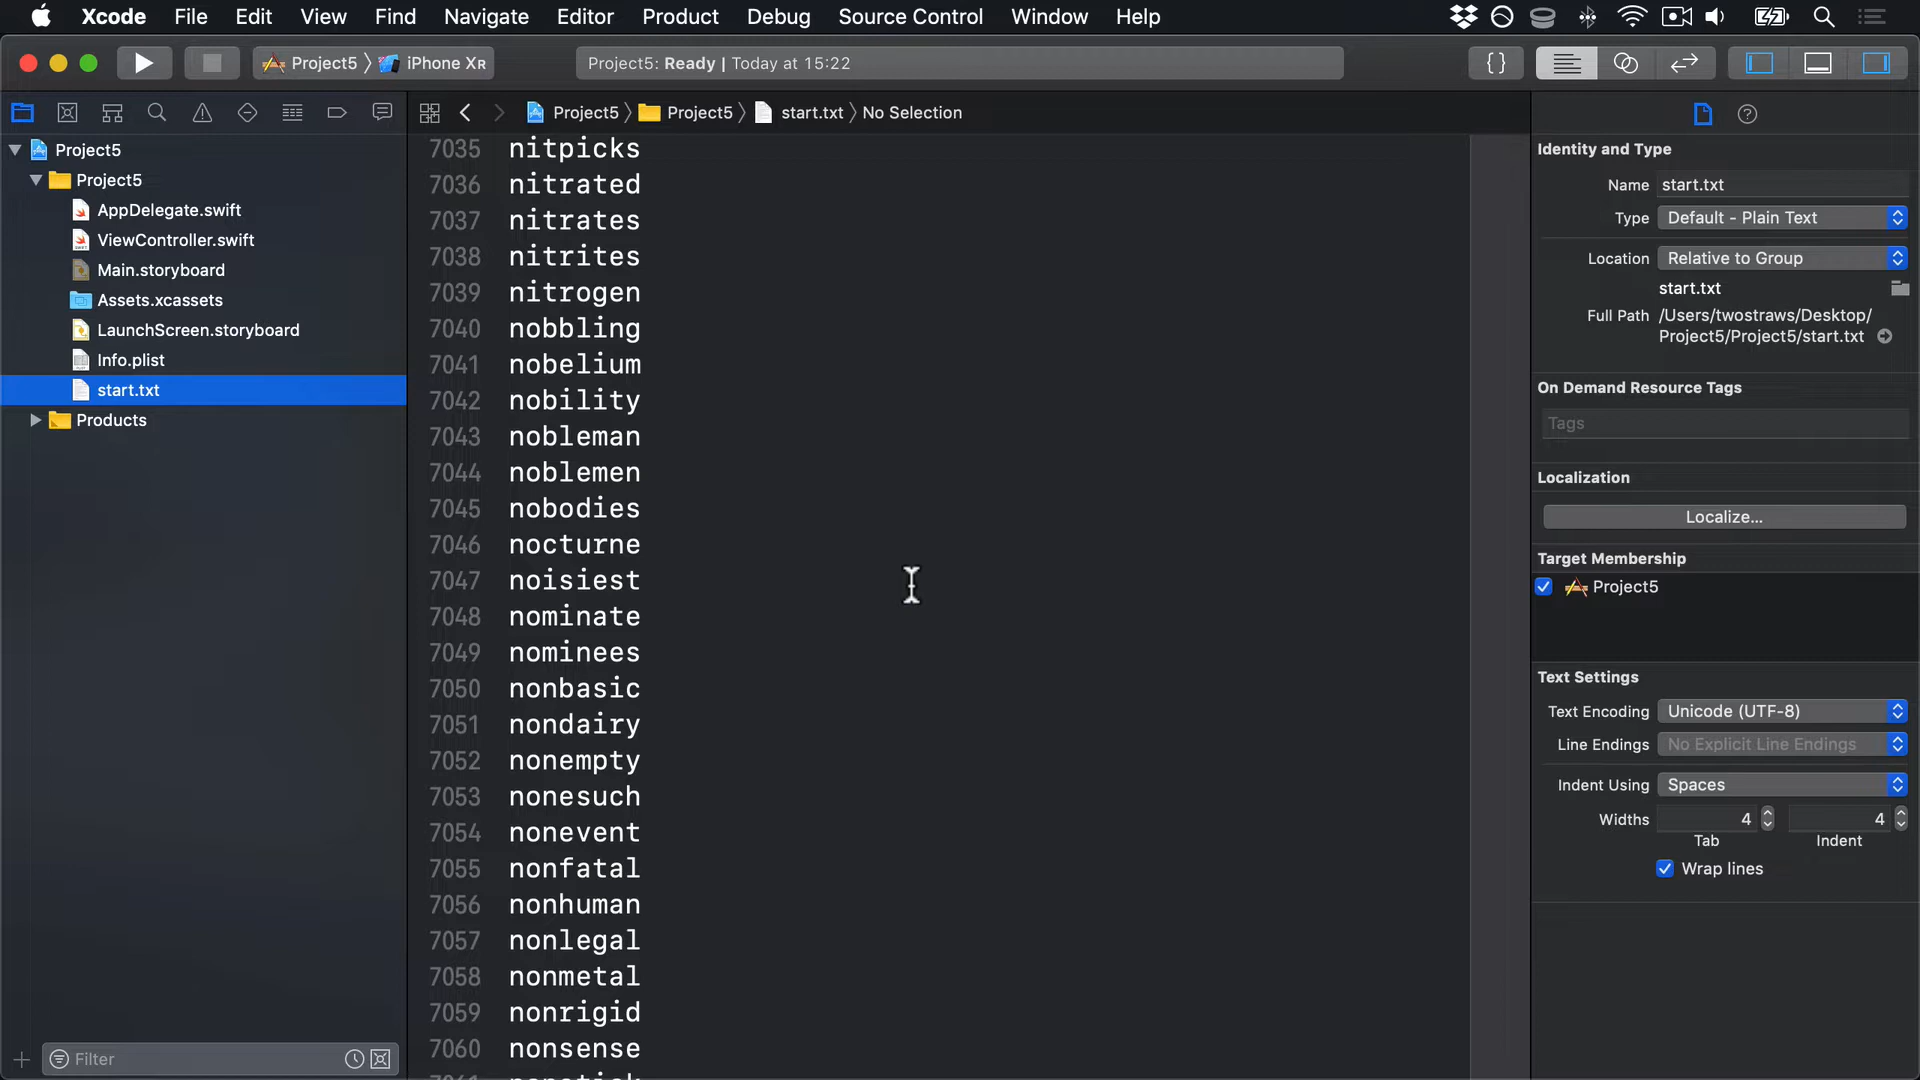 Xcode File Edit View Find Navigate Editor Product Debug Source Control Window Help
Project5 〉 iPhone XR
Project5: Ready | Today at 15:22
{ }
Project5 〉 Project5 〉 start.txt 〉 No Selection
Project5
Project5
AppDelegate.swift
ViewController.swift
Main.storyboard
Assets.xcassets
LaunchScreen.storyboard
Info.plist
start.txt
Products
Filter
7035 nitpicks
7036 nitrated
7037 nitrates
7038 nitrites
7039 nitrogen
7040 nobbling
7041 nobelium
7042 nobility
7043 nobleman
7044 noblemen
7045 nobodies
7046 nocturne
7047 noisiest
7048 nominate
7049 nominees
7050 nonbasic
7051 nondairy
7052 nonempty
7053 nonesuch
7054 nonevent
7055 nonfatal
7056 nonhuman
7057 nonlegal
7058 nonmetal
7059 nonrigid
7060 nonsense
Identity and Type
Name start.txt
Type Default - Plain Text
Location Relative to Group
start.txt
Full Path /Users/twostraws/Desktop/
Project5/Project5/start.txt
On Demand Resource Tags
Tags
Localization
Localize...
Target Membership
Project5
Text Settings
Text Encoding Unicode (UTF-8)
Line Endings No Explicit Line Endings
Indent Using Spaces
Widths 4 4
Tab Indent
Wrap lines